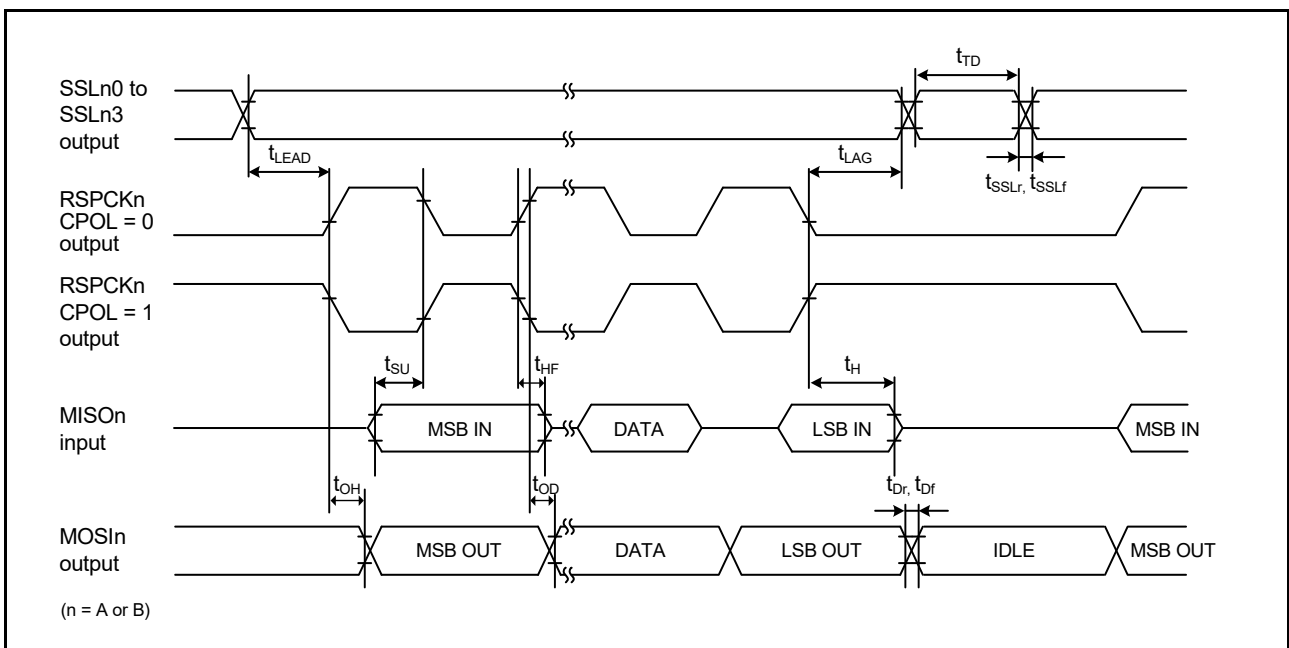 SSLn0 to
SSLn3
output
tTD
tLEAD
tLAG
tSSLr, tSSLf
RSPCKn
CPOL = 0
output
RSPCKn
CPOL = 1
output
tSU
tHF
tH
MISOn
input
MSB IN
DATA
LSB IN
MSB IN
tOH
tOD
tDr, tDf
MOSIn
output
MSB OUT
DATA
LSB OUT
IDLE
MSB OUT
(n = A or B)